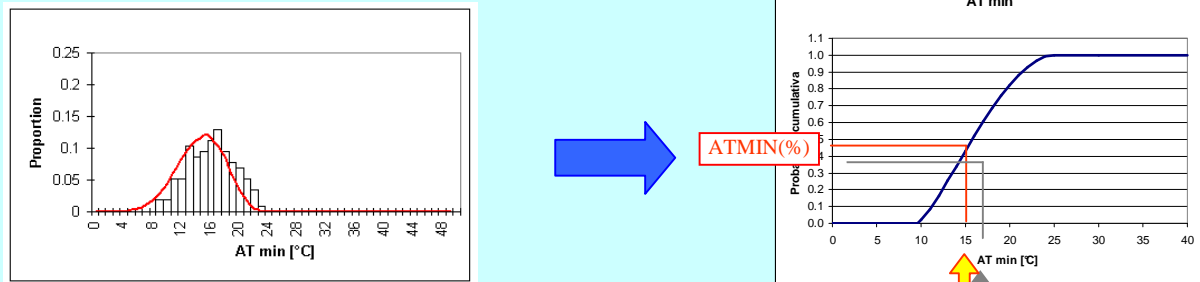 0.25
0.2
0.15
0.1
0.05
0
Proportion
0 4 8 12 16 20 24 28 32 36 40 44 48
AT min [°C]
ATMIN(%)
AT min
1.1
1.0
0.9
0.8
0.7
0.6
0.5
0.3
0.2
0.1
0.0
cumulativa
0 5 10 15 20 25 30 35 40
AT min [°C]